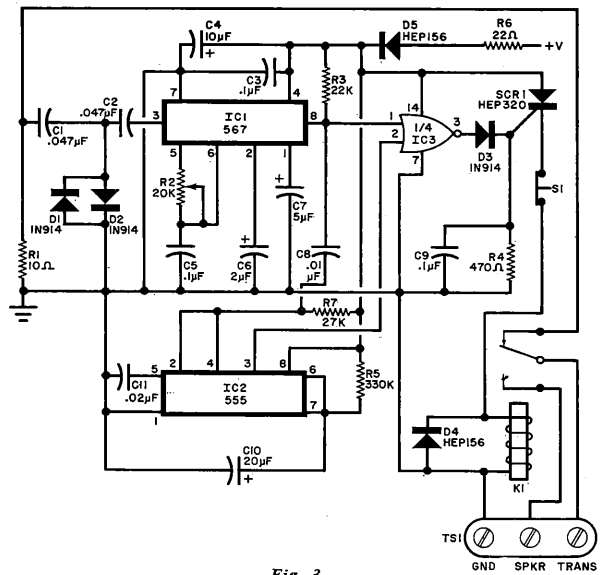 C4
10µF
+
D5
HEP156
R6
22Ω
+V
C3
.1µF
R3
22K
SCR1
HEP320
C2
.047µF
C1
.047µF
7
4
3
IC1
567
8
5
6
2
1
14
1
2
1/4
IC3
3
7
D3
1N914
S1
D1
1N914
D2
1N914
R2
20K
+
C7
5µF
R1
10Ω
C5
.1µF
+
C6
2µF
C8
.01
µF
C9
.1µF
R4
470Ω
R7
27K
2
4
3
8
6
5
IC2
555
7
1
C11
.02µF
R5
330K
C10
20µF
+
D4
HEP156
K1
TS1
GND
SPKR
TRANS
Fig. 2